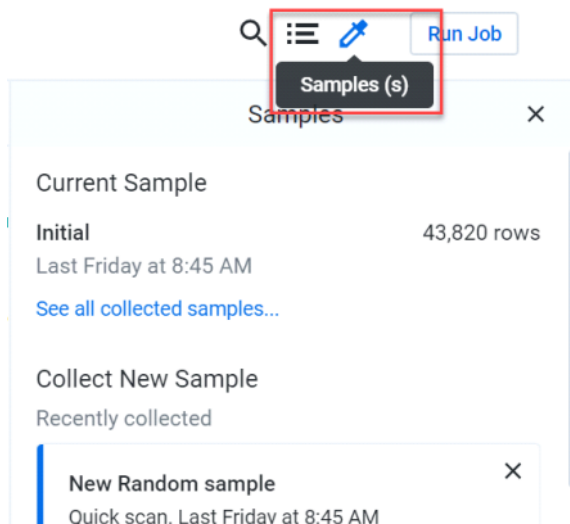 Run Job
Samples (s)
Samples
Current Sample
Initial 43,820 rows
Last Friday at 8:45 AM
See all collected samples...
Collect New Sample
Recently collected
New Random sample
Quick scan, Last Friday at 8:45 AM